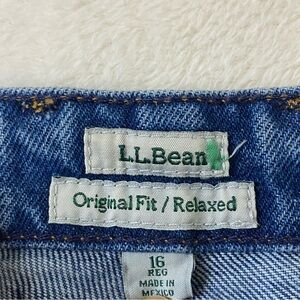 L.L.Bean
Original Fit / Relaxed
16
REG
MADE IN
MEXICO